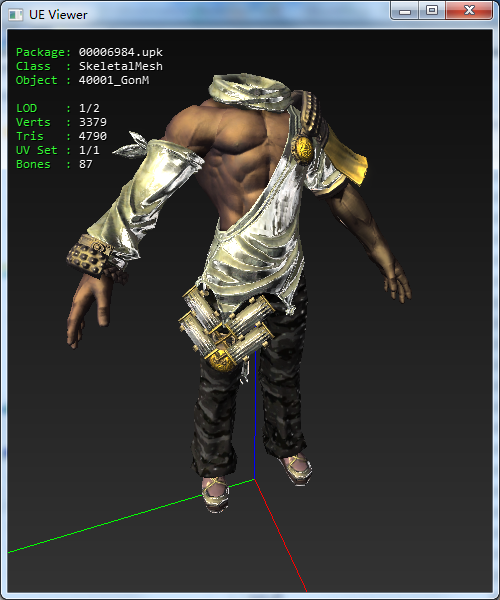 UE Viewer
Package: 00006984.upk
Class : SkeletalMesh
Object : 40001_GonM
LOD : 1/2
Verts : 3379
Tris : 4790
UV Set : 1/1
Bones : 87